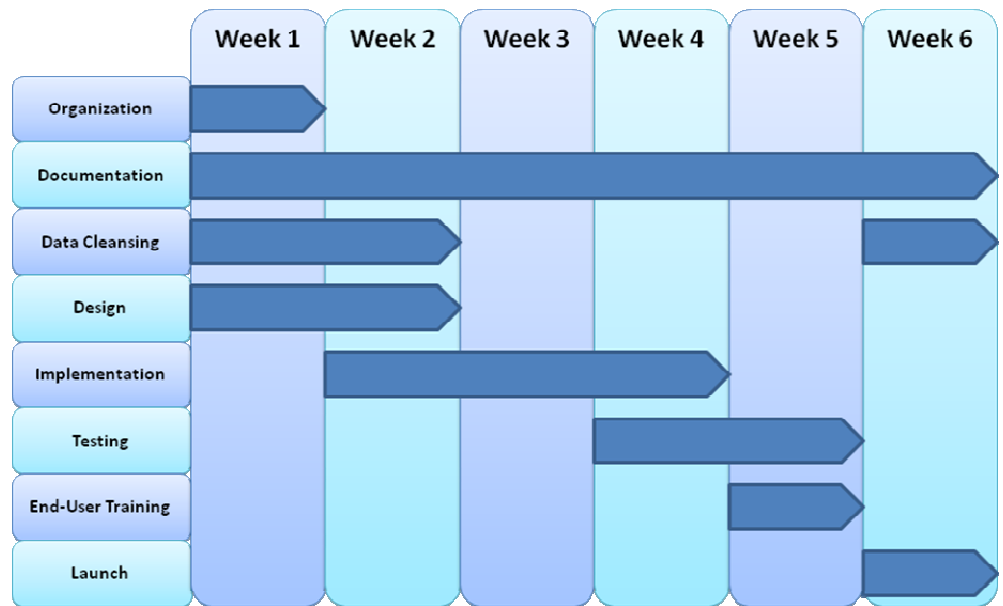 Week 1
Week 2
Week 3
Week 4
Week 5
Week 6
Organization
Documentation
Data Cleansing
Design
Implementation
Testing
End-User Training
Launch